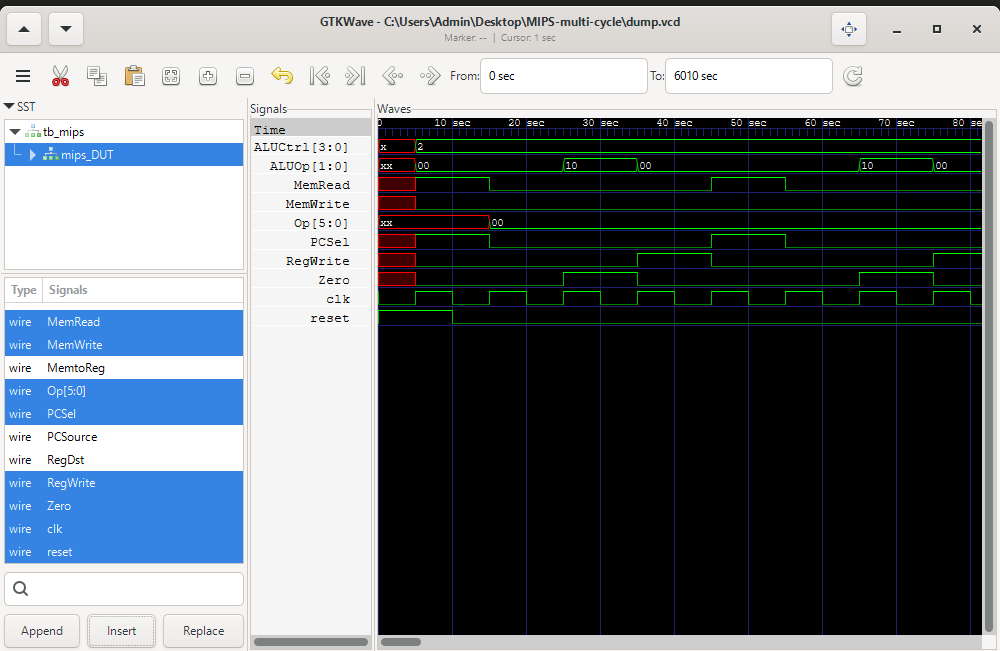 GTKWave - C:\Users\Admin\Desktop\MIPS-multi-cycle\dump.vcd
Marker: -- | Cursor: 1 sec
From: 0 sec To: 6010 sec
SST
tb_mips
mips_DUT
Type Signals
wire MemRead
wire MemWrite
wire MemtoReg
wire Op[5:0]
wire PCSel
wire PCSource
wire RegDst
wire RegWrite
wire Zero
wire clk
wire reset
Append Insert Replace
Signals
Time
ALUCtrl[3:0]
ALUOp[1:0]
MemRead
MemWrite
Op[5:0]
PCSel
RegWrite
Zero
clk
reset
Waves
0 10 sec 20 sec 30 sec 40 sec 50 sec 60 sec 70 sec 80 sec
x 2
xx 00 10 00 10 00
xx 00